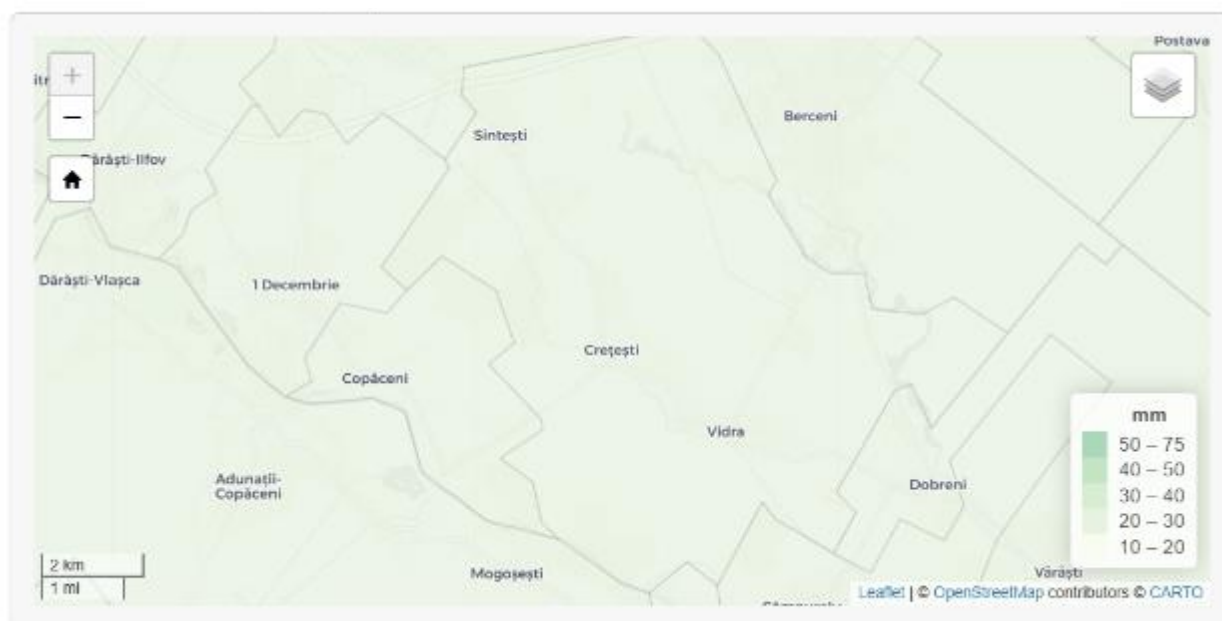 Postava
+
−
Berceni
Sintești
Dărăști-Ilfov
Dărăști-Vlașca
1 Decembrie
Crețești
Copăceni
Vidra
mm
50 – 75
40 – 50
30 – 40
20 – 30
10 – 20
Adunații-
Copăceni
Dobreni
2 km
1 mi
Mogoșești
Vărăști
Leaflet | © OpenStreetMap contributors © CARTO